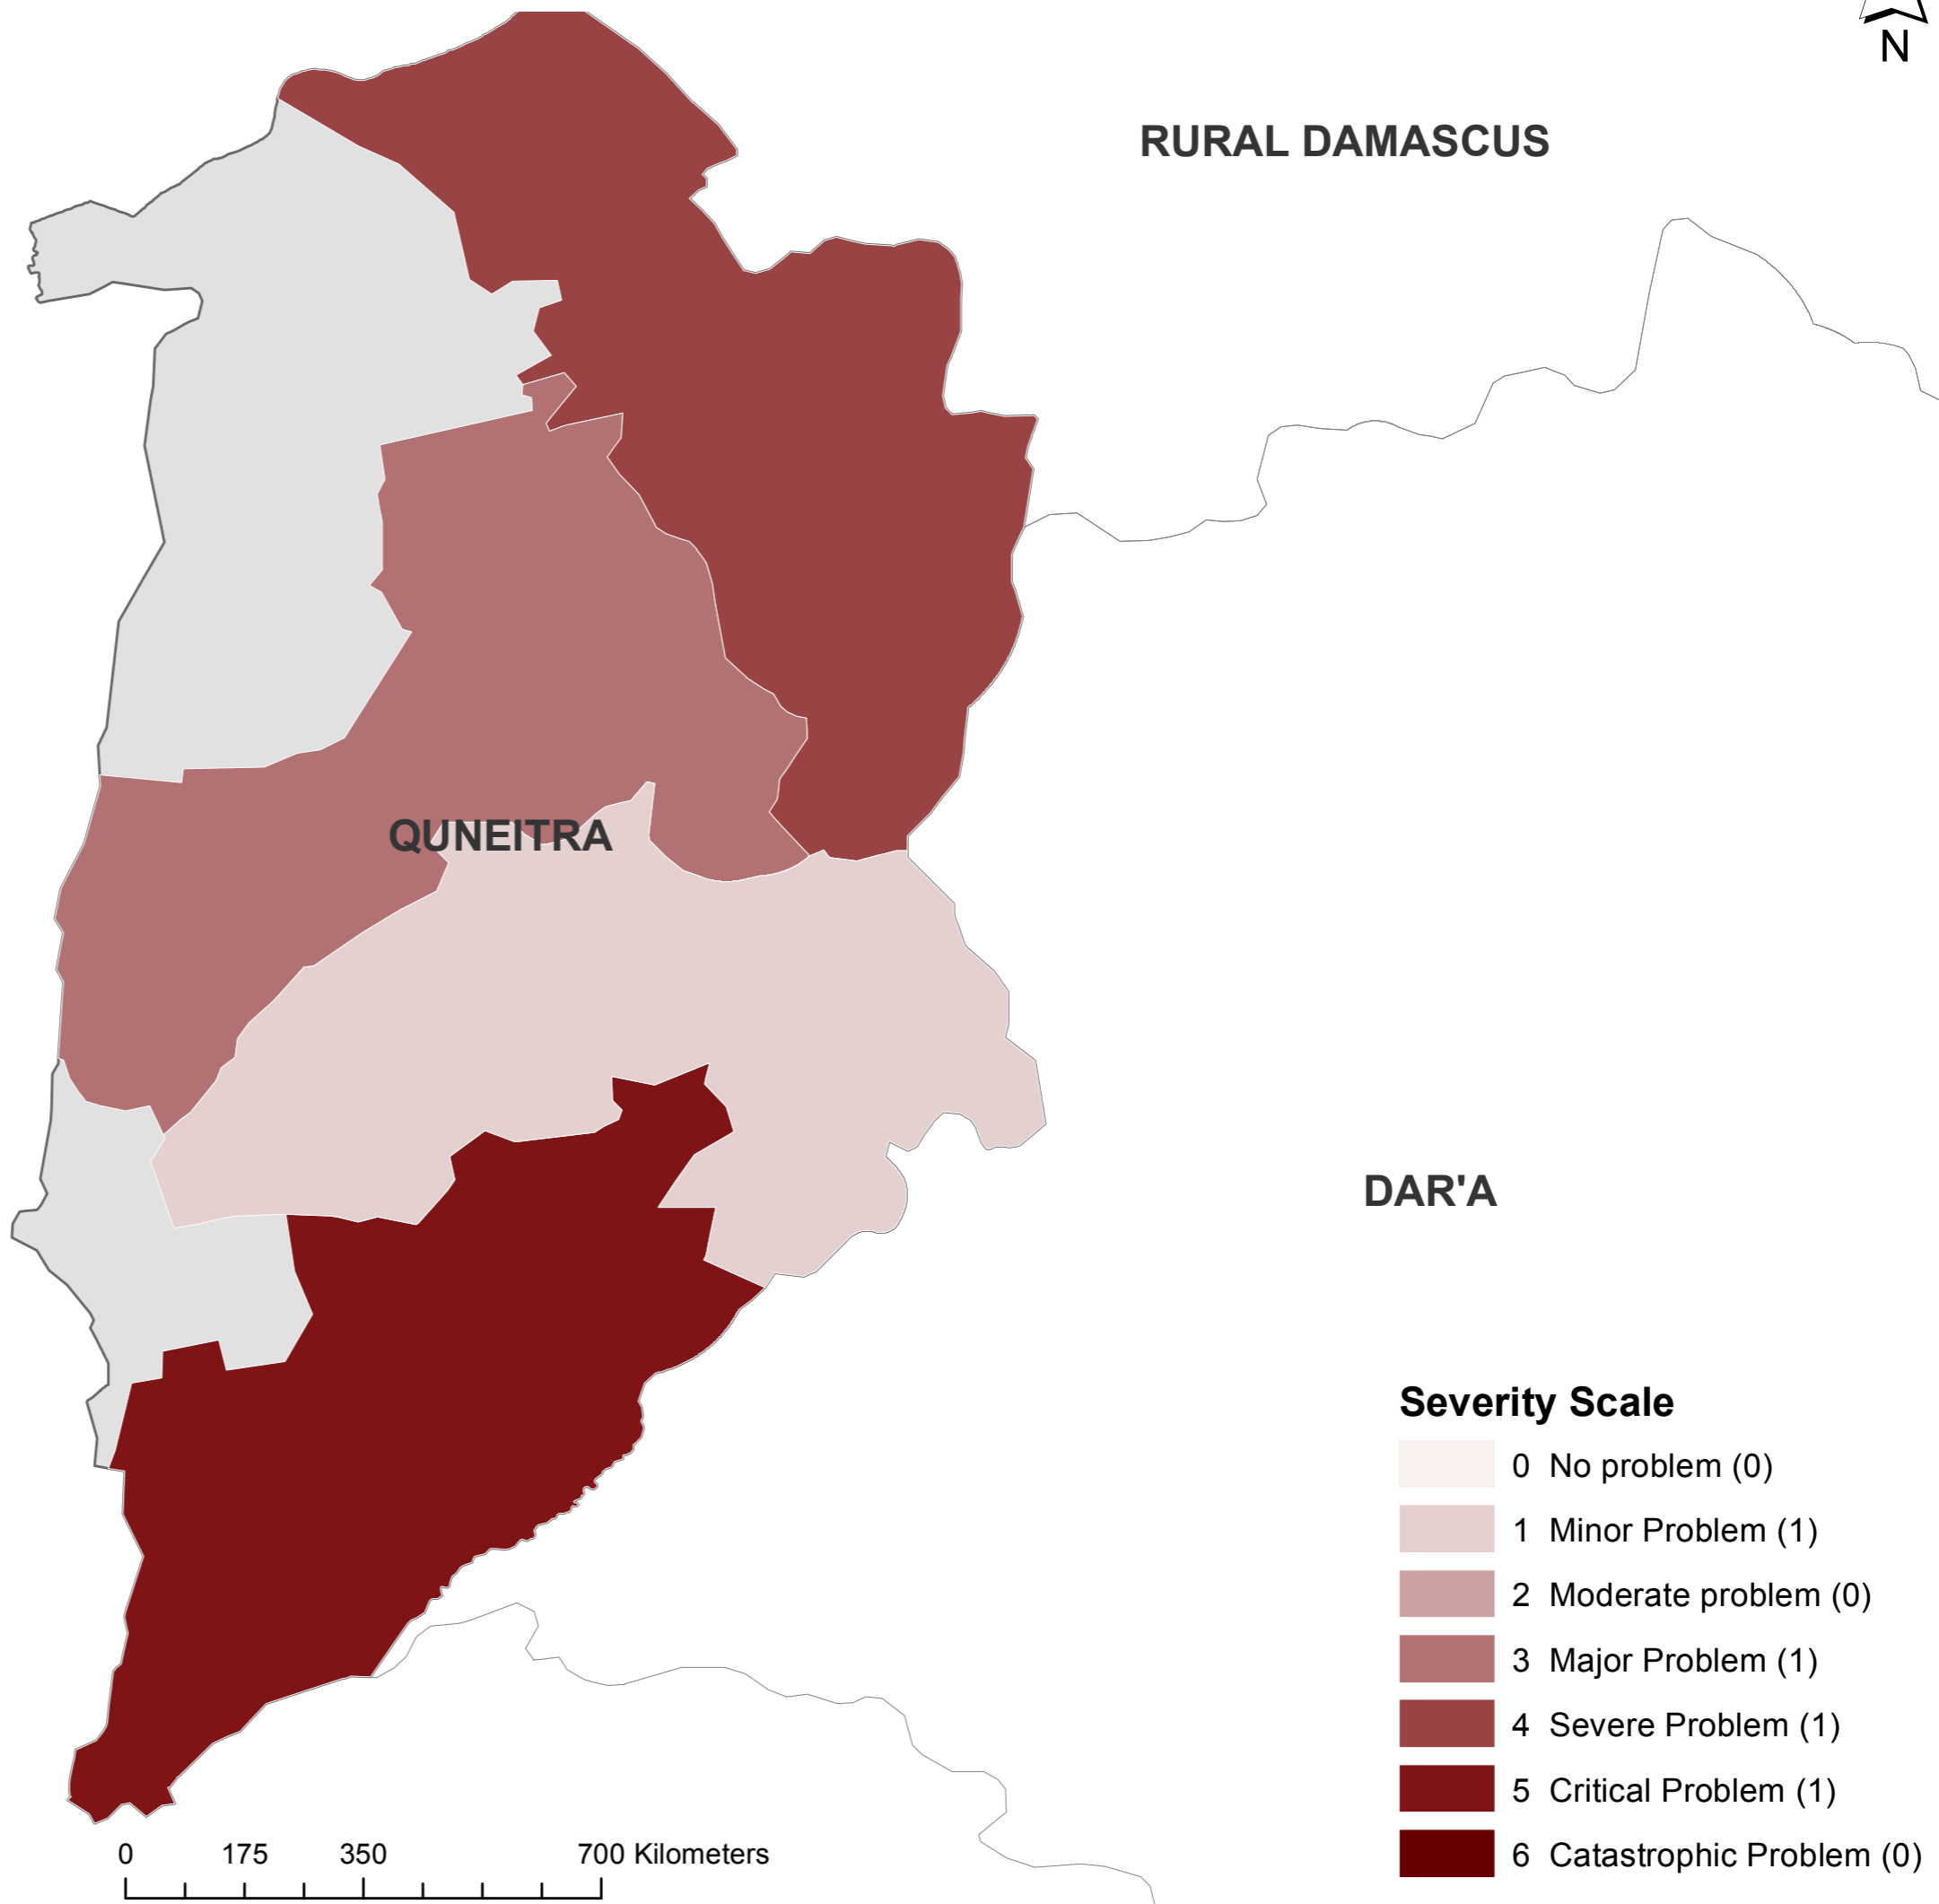 N
RURAL DAMASCUS
QUNEITRA
DAR'A
Severity Scale
0 No problem (0)
1 Minor Problem (1)
2 Moderate problem (0)
3 Major Problem (1)
4 Severe Problem (1)
5 Critical Problem (1)
6 Catastrophic Problem (0)
0 175 350 700 Kilometers